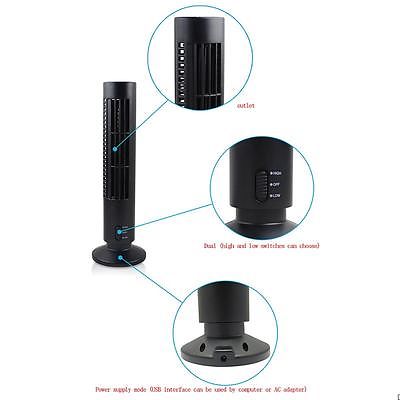 outlet
HIGH
OFF
LOW
Dual (high and low switches can choose)
Power supply mode (USB interface can be used by computer or AC adapter)